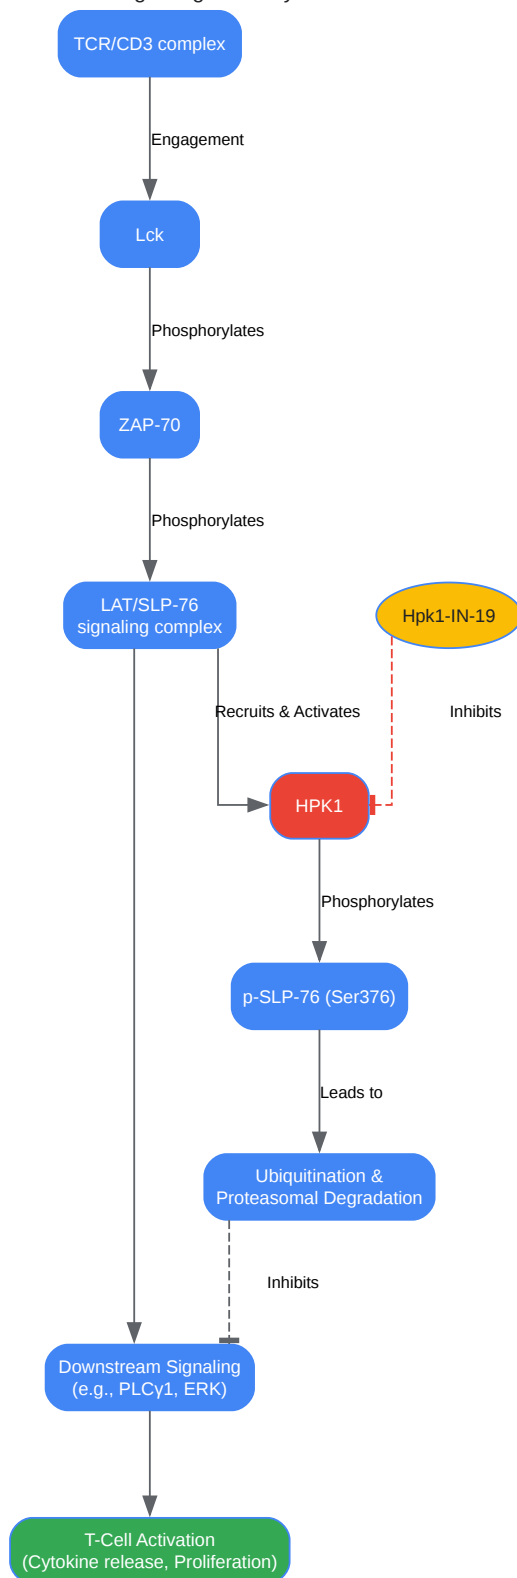 TCR/CD3 complex
Engagement
Lck
Phosphorylates
ZAP-70
Phosphorylates
LAT/SLP-76
signaling complex
Hpk1-IN-19
Recruits & Activates
Inhibits
HPK1
Phosphorylates
p-SLP-76 (Ser376)
Leads to
Ubiquitination &
Proteasomal Degradation
Inhibits
Downstream Signaling
(e.g., PLCγ1, ERK)
T-Cell Activation
(Cytokine release, Proliferation)